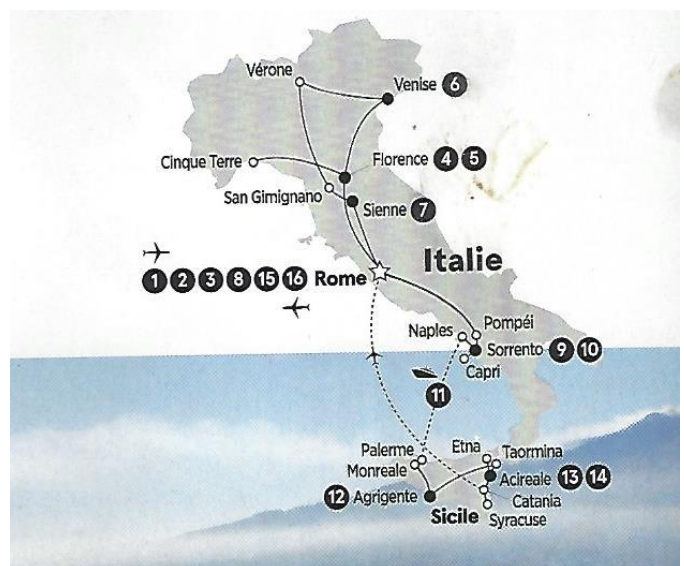 Vérone
Venise 6
Cinque Terre
Florence 4 5
San Gimignano
Sienne 7
Italie
1 2 3 8 15 16 Rome
Naples
Pompéi
Sorrento 9 10
Capri
11
Palerme
Etna
Taormina
Monreale
Acireale 13 14
12 Agrigente
Catania
Sicile
Syracuse